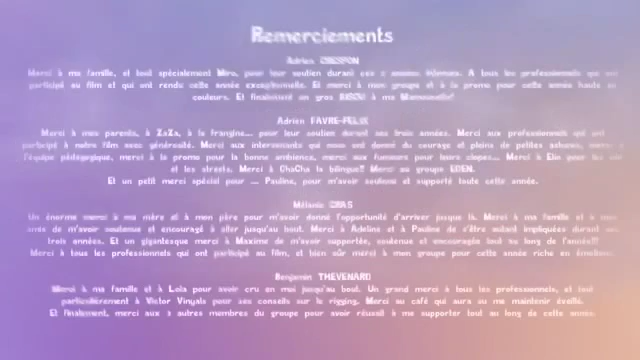 Remerciements
Adrien CRESPON
Merci à ma famille, et tout spécialement Miro, pour leur soutien durant ces 3 années intenses. A tous les professionnels qui ont
participé au film et qui ont rendu cette année exceptionnelle. Et merci à mon groupe et à la promo pour cette année haute en
couleurs. Et finalement un gros à ma
Adrien FAVRE-FELIX
Merci à mes parents, à ZaZa, à la frangine... pour leur soutien durant ses trois années. Merci aux professionnels qui ont
participé à notre film avec générosité. Merci aux intervenants qui nous ont donné du courage et pleins de petites astuces, merci à
l'équipe pédagogique, merci à la promo pour la bonne ambiance, merci aux fumeurs pour leurs clopes... Merci à Elin pour les
et les streets. Merci à ChaCha la bilingue!! Merci au groupe EDEN.
Et un petit merci spécial pour ... Pauline, pour m'avoir soutenu et supporté toute cette année.
Mélanie CRAS
Un énorme merci à ma mère et à mon père pour m'avoir donné l'opportunité d'arriver jusque là. Merci à ma famille et à mes
amis de m'avoir soutenue et encouragé à aller jusqu'au bout. Merci à Adeline et à Pauline de s'être autant impliquées durant ces
trois années. Et un gigantesque merci à Maxime de m'avoir supportée, soutenue et encouragée tout au long de l'année!!!
Merci à tous les professionnels qui ont participé au film, et bien sûr merci à mon groupe pour cette année riche en émotions.
Benjamin THEVENARD
Merci à ma famille et à Lola pour avoir cru en moi jusqu'au bout. Un grand merci à tous les professionnels, et tout
particulièrement à Victor Vinyals pour ses conseils sur le rigging. Merci au café qui aura su me maintenir éveillé.
Et finalement, merci aux 3 autres membres du groupe pour avoir réussi à me supporter tout au long de cette année.